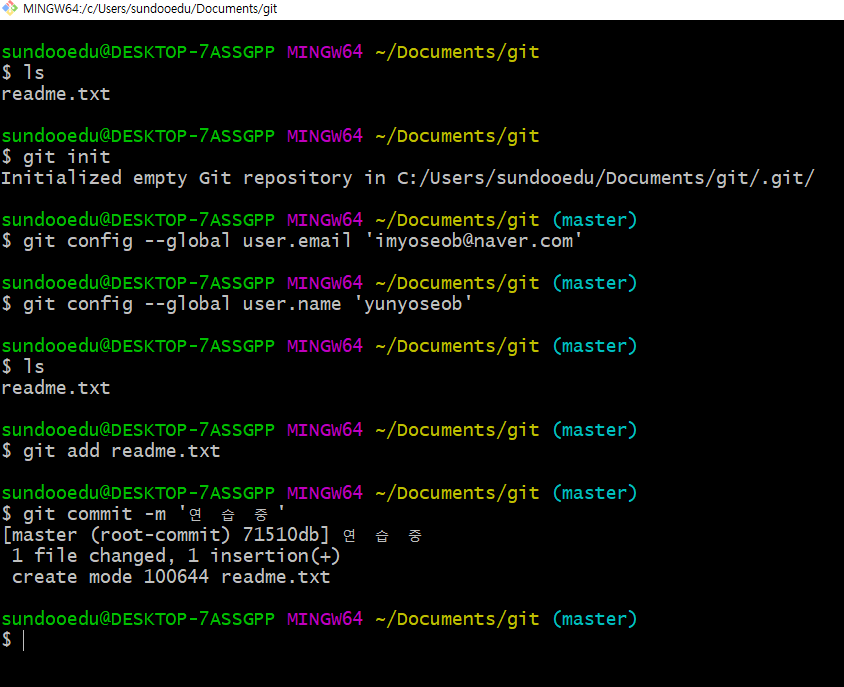 MINGW64:/c/Users/sundooedu/Documents/git
sundooedu@DESKTOP-7ASSGPP MINGW64 ~/Documents/git
$ ls
readme.txt
sundooedu@DESKTOP-7ASSGPP MINGW64 ~/Documents/git
$ git init
Initialized empty Git repository in C:/Users/sundooedu/Documents/git/.git/
sundooedu@DESKTOP-7ASSGPP MINGW64 ~/Documents/git (master)
$ git config --global user.email 'imyoseob@naver.com'
sundooedu@DESKTOP-7ASSGPP MINGW64 ~/Documents/git (master)
$ git config --global user.name 'yunyoseob'
sundooedu@DESKTOP-7ASSGPP MINGW64 ~/Documents/git (master)
$ ls
readme.txt
sundooedu@DESKTOP-7ASSGPP MINGW64 ~/Documents/git (master)
$ git add readme.txt
sundooedu@DESKTOP-7ASSGPP MINGW64 ~/Documents/git (master)
$ git commit -m '연 습 중'
[master (root-commit) 71510db] 연 습 중
1 file changed, 1 insertion(+)
create mode 100644 readme.txt
sundooedu@DESKTOP-7ASSGPP MINGW64 ~/Documents/git (master)
$